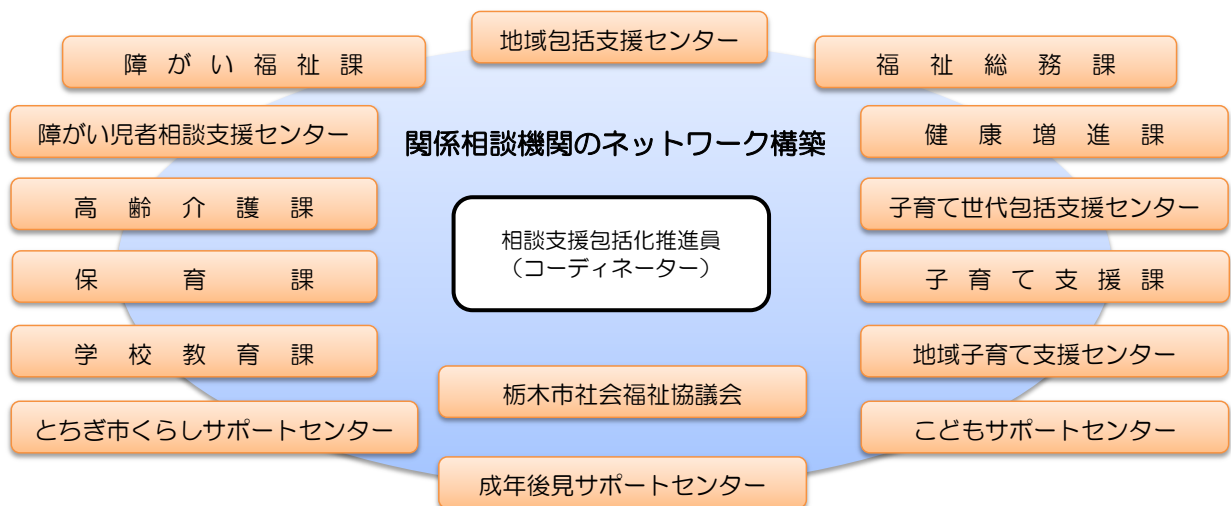 地域包括支援センター
障がい福祉課
福祉総務課
障がい児者相談支援センター
関係相談機関のネットワーク構築
健康増進課
高齢介護課
相談支援包括化推進員
（コーディネーター）
子育て世代包括支援センター
保育課
子育て支援課
学校教育課
地域子育て支援センター
栃木市社会福祉協議会
とちぎ市くらしサポートセンター
こどもサポートセンター
成年後見サポートセンター